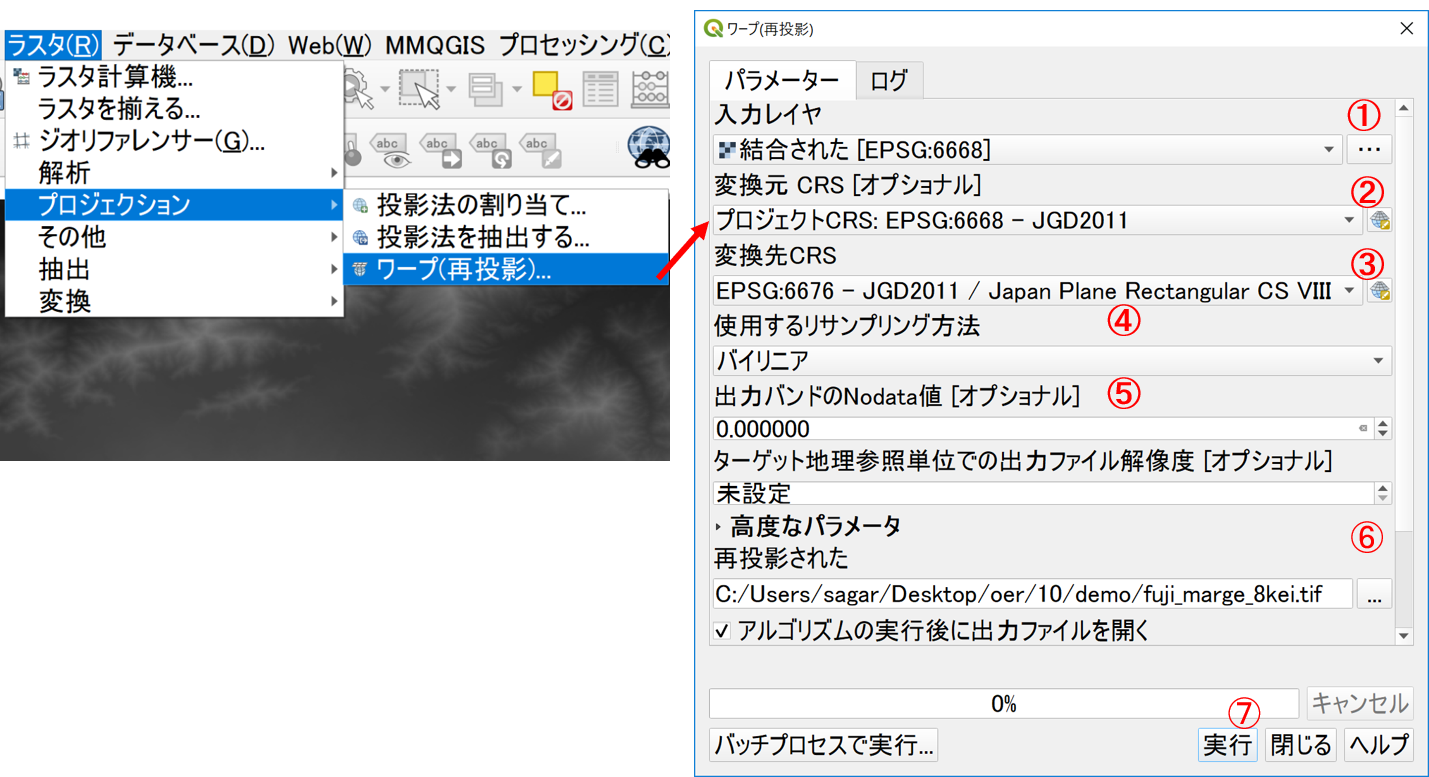 ラスタ(R) データベース(D) Web(W) MMQGIS プロセッシング(C)
ラスタ計算機...
ラスタを揃える...
ジオリファレンサー(G)...
解析
プロジェクション
その他
抽出
変換
投影法の割り当て...
投影法を抽出する...
ワープ(再投影)...
abc abc abc abc
ワープ(再投影)
パラメーター ログ
入力レイヤ ①
結合された [EPSG:6668] ...
変換元 CRS [オプショナル] ②
プロジェクトCRS: EPSG:6668 - JGD2011
変換先CRS ③
EPSG:6676 - JGD2011 / Japan Plane Rectangular CS VIII
使用するリサンプリング方法 ④
バイリニア
出力バンドのNodata値 [オプショナル] ⑤
0.000000
ターゲット地理参照単位での出力ファイル解像度 [オプショナル]
未設定
高度なパラメータ
再投影された ⑥
C:/Users/sagar/Desktop/oer/10/demo/fuji_marge_8kei.tif ...
アルゴリズムの実行後に出力ファイルを開く
0% キャンセル
⑦
バッチプロセスで実行... 実行 閉じる ヘルプ